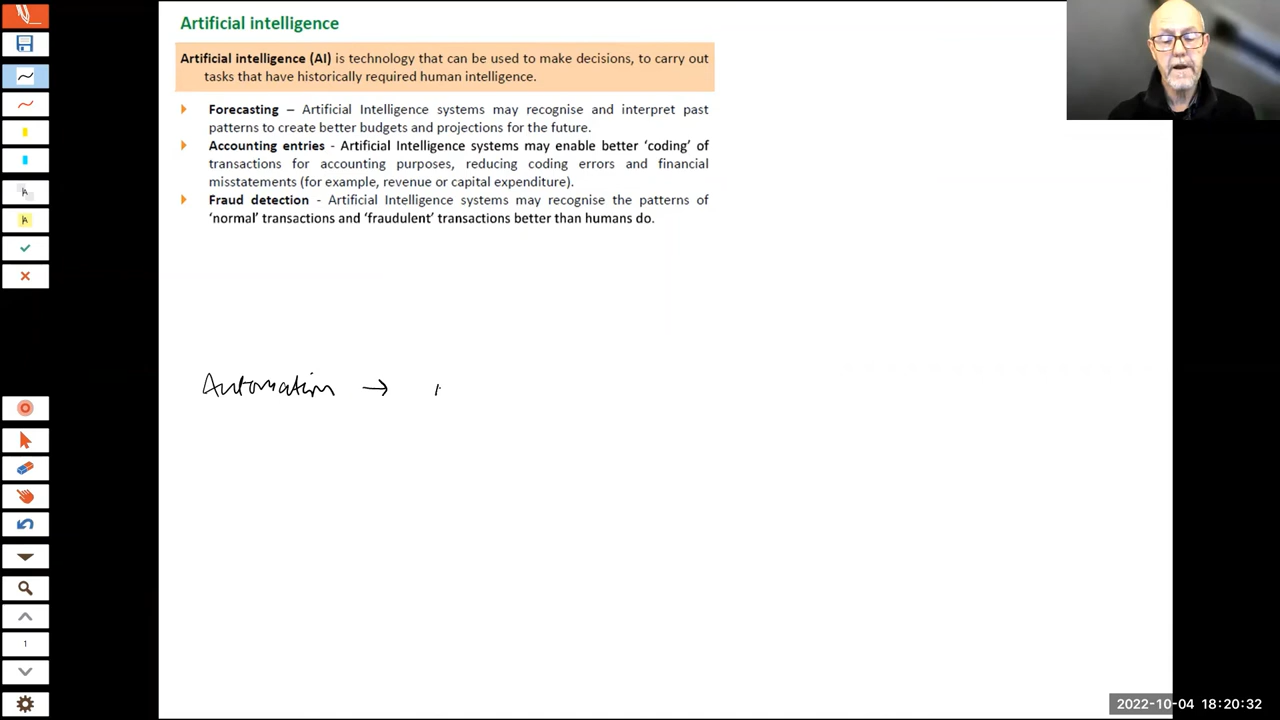 Artificial intelligence
Artificial intelligence (AI) is technology that can be used to make decisions, to carry out
tasks that have historically required human intelligence.
Forecasting – Artificial Intelligence systems may recognise and interpret past
patterns to create better budgets and projections for the future.
Accounting entries - Artificial Intelligence systems may enable better ‘coding’ of
transactions for accounting purposes, reducing coding errors and financial
misstatements (for example, revenue or capital expenditure).
Fraud detection - Artificial Intelligence systems may recognise the patterns of
‘normal’ transactions and ‘fraudulent’ transactions better than humans do.
Automation →
1
2022-10-04 18:20:32